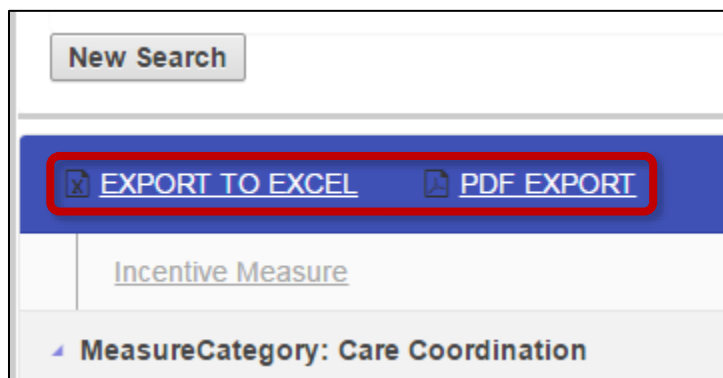 New Search
EXPORT TO EXCEL PDF EXPORT
Incentive Measure
MeasureCategory: Care Coordination